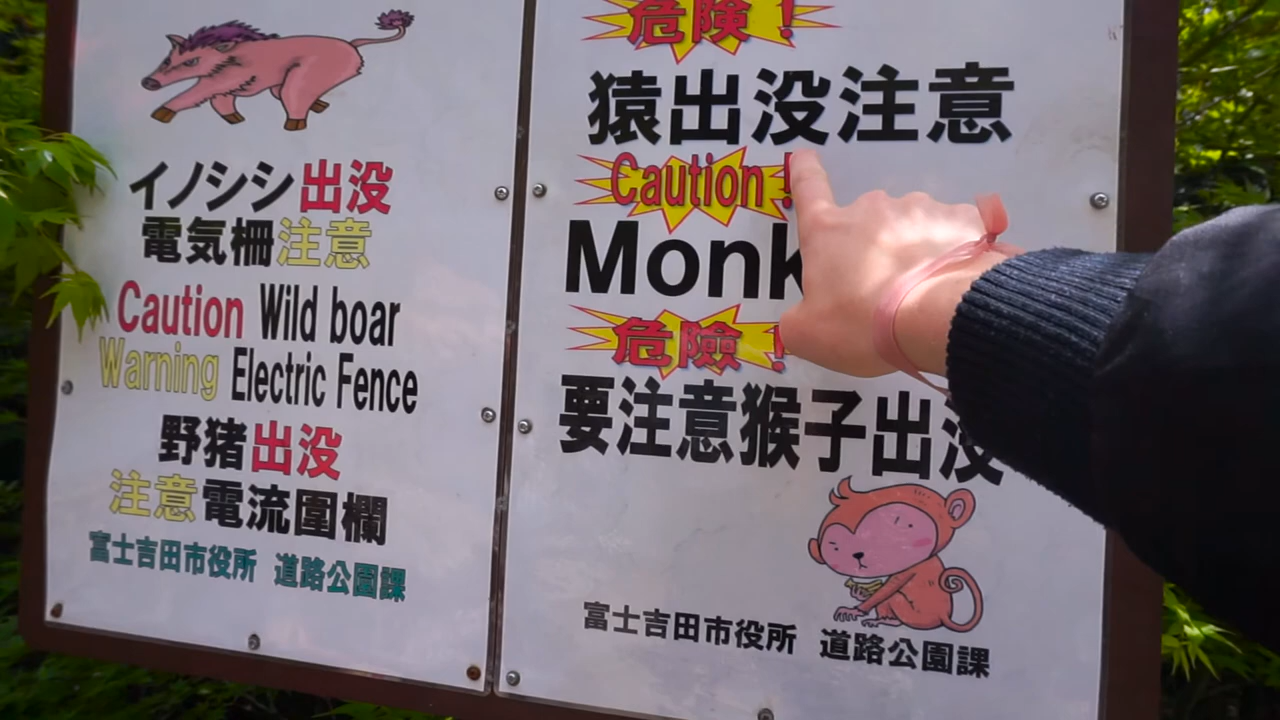 イノシシ出没
電気柵注意
Caution Wild boar
Warning Electric Fence
野猪出没
注意電流圍欄
富士吉田市役所 道路公園課
危険!
猿出没注意
Caution!
Monk
危險!
要注意猴子出没
富士吉田市役所 道路公園課